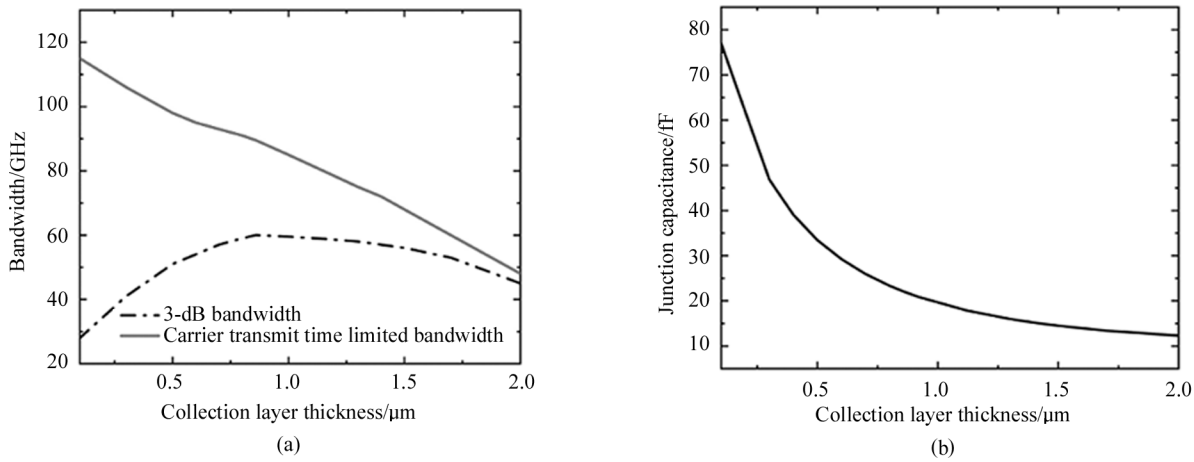 120
100
80
60
40
20
Bandwidth/GHz
3-dB bandwidth
Carrier transmit time limited bandwidth
0.5
1.0
1.5
2.0
Collection layer thickness/μm
(a)
80
70
60
50
40
30
20
10
Junction capacitance/fF
0.5
1.0
1.5
2.0
Collection layer thickness/μm
(b)